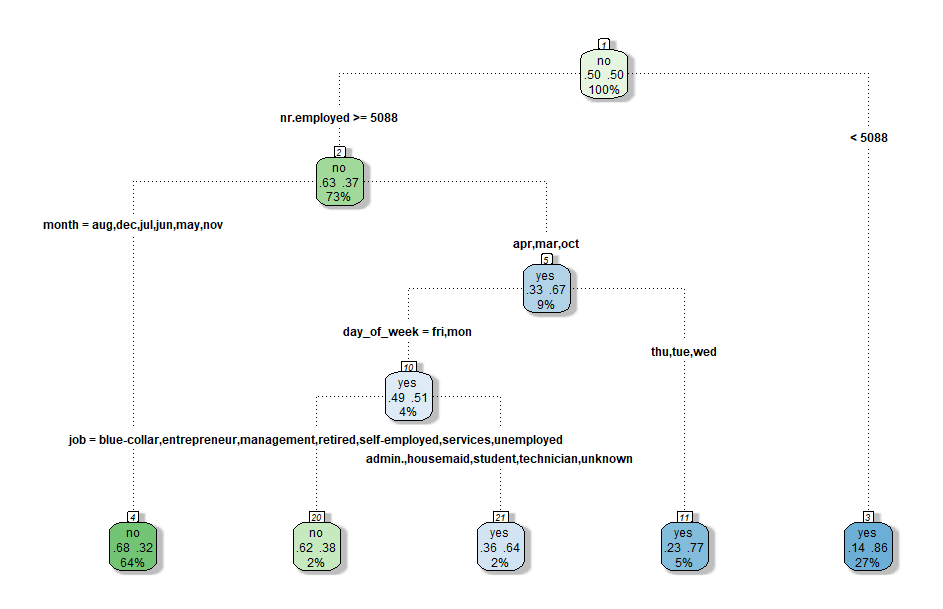 1
no
.50 .50
100%
nr.employed >= 5088
< 5088
2
no
.63 .37
73%
month = aug,dec,jul,jun,may,nov
apr,mar,oct
5
yes
.33 .67
9%
day_of_week = fri,mon
thu,tue,wed
10
yes
.49 .51
4%
job = blue-collar,entrepreneur,management,retired,self-employed,services,unemployed
admin.,housemaid,student,technician,unknown
4
no
.68 .32
64%
20
no
.62 .38
2%
21
yes
.36 .64
2%
11
yes
.23 .77
5%
3
yes
.14 .86
27%